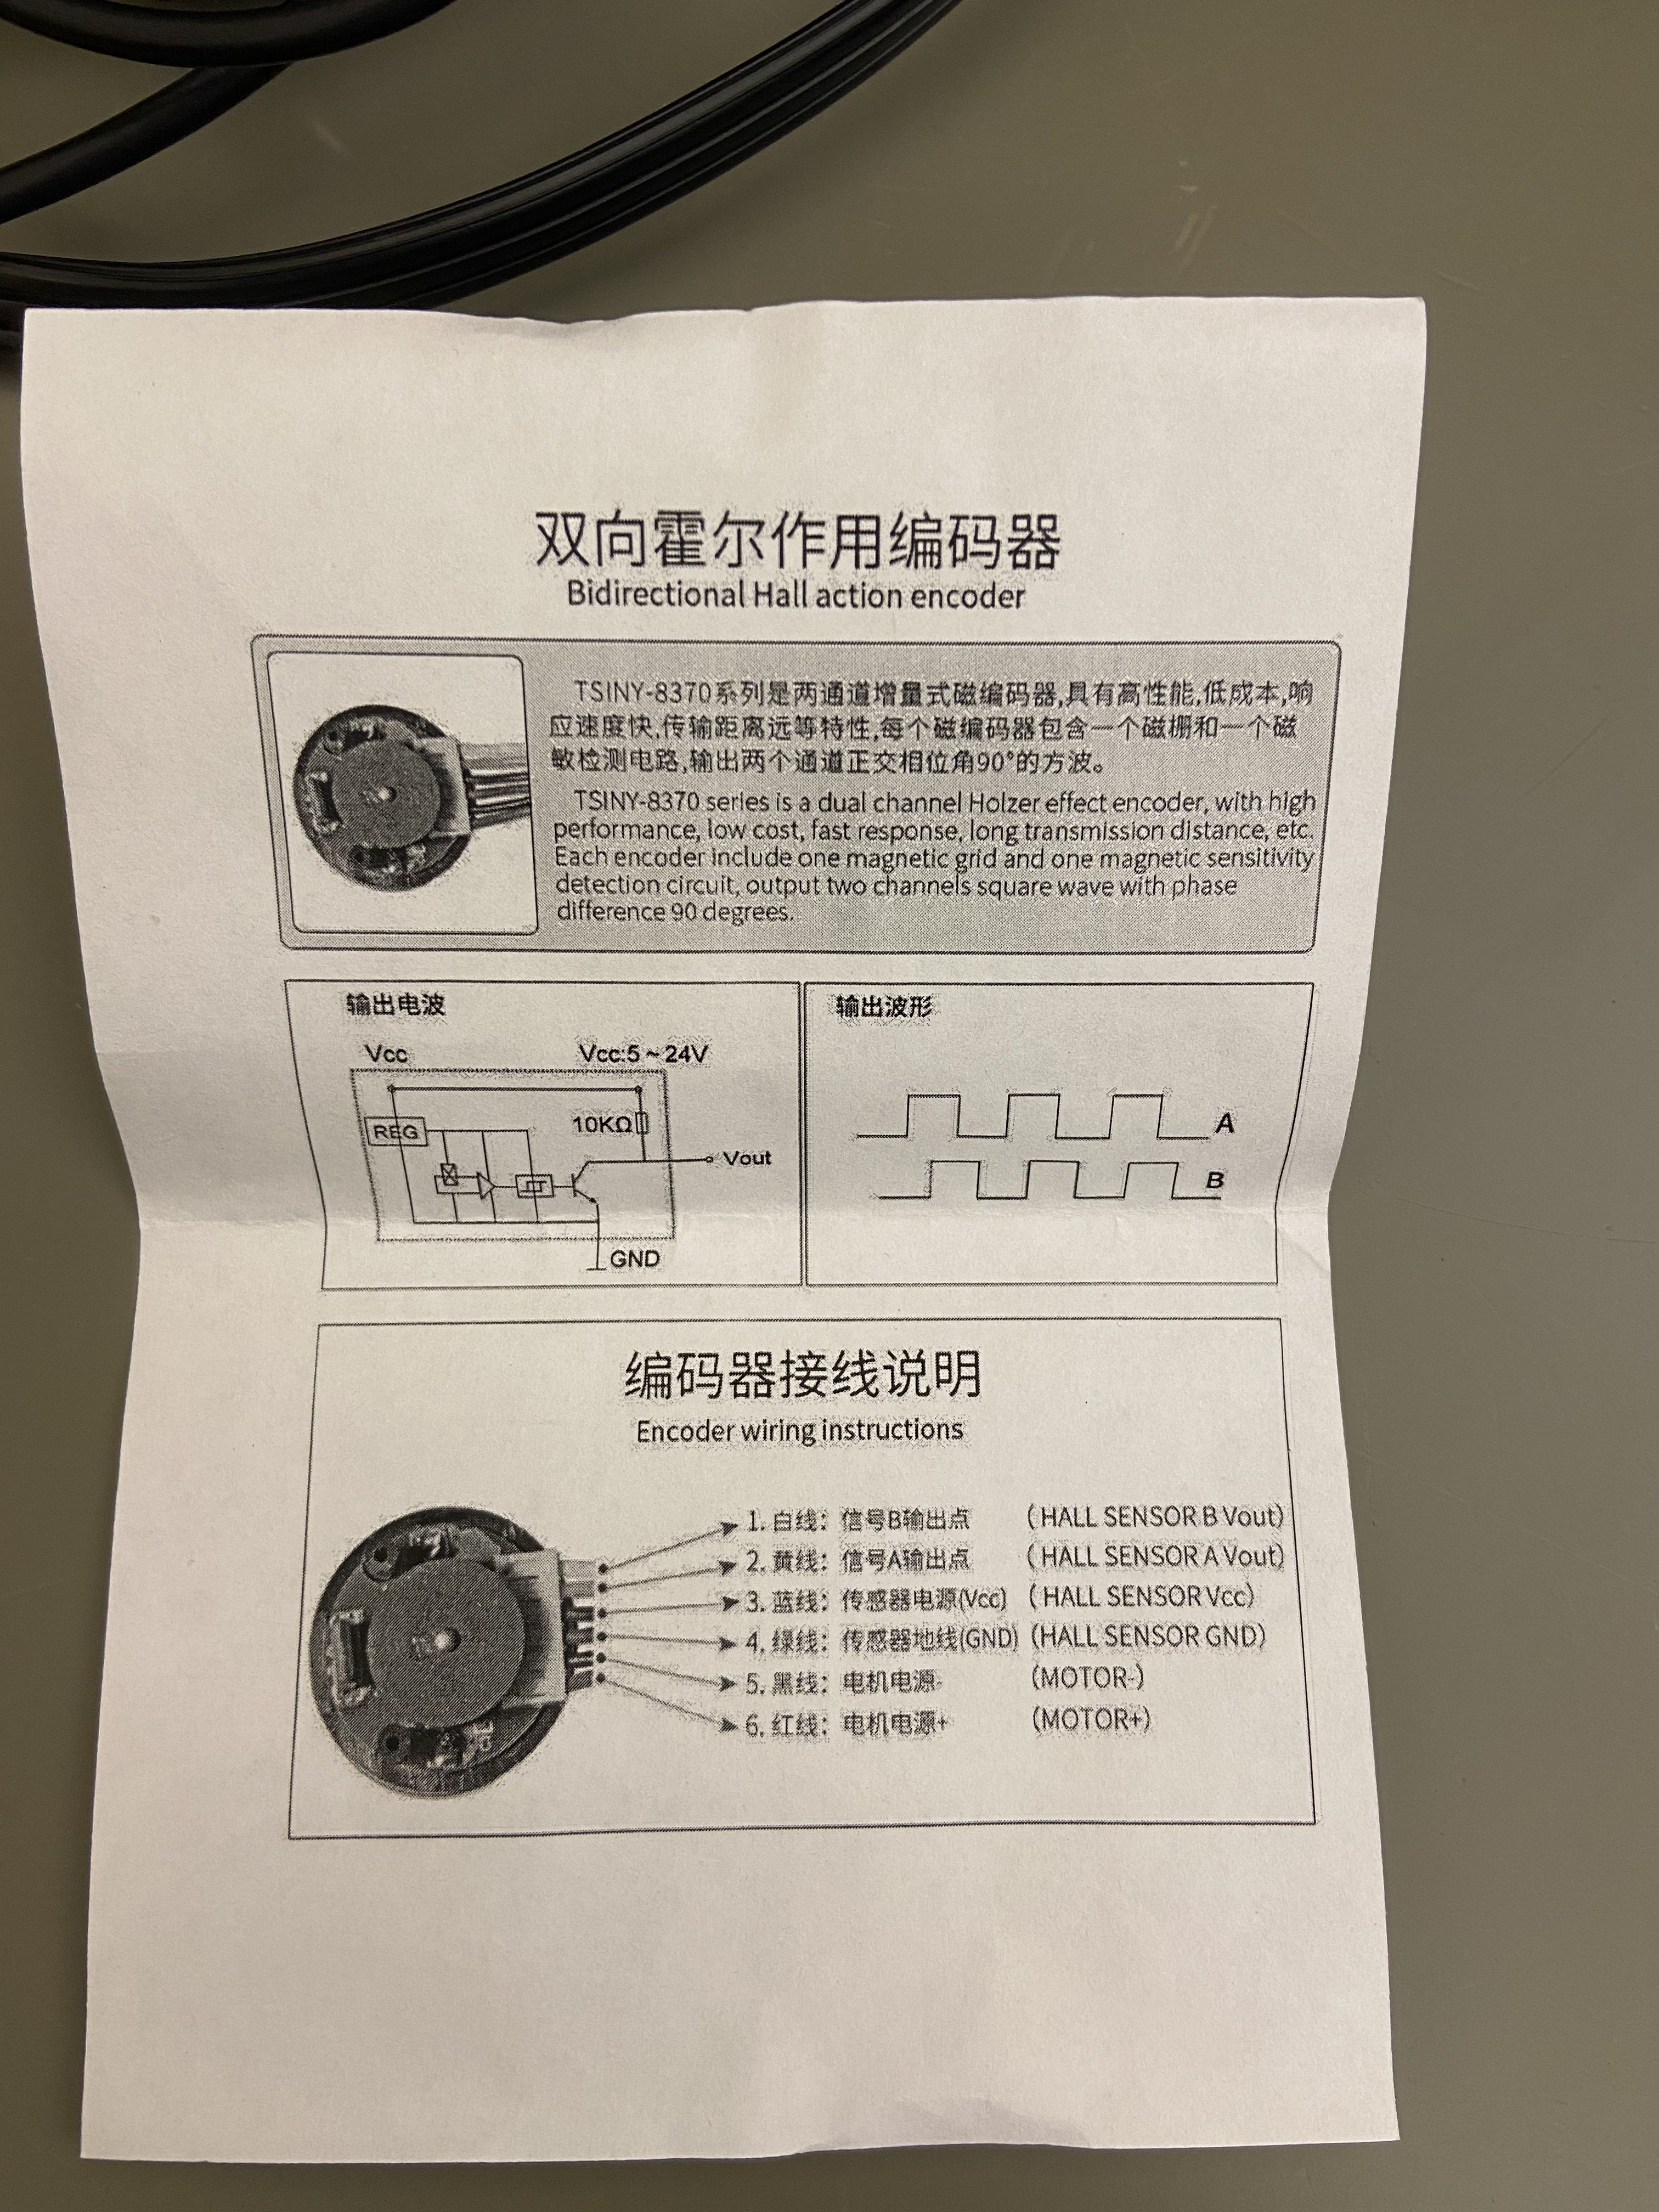 双向霍尔作用编码器
Bidirectional Hall action encoder
TSINY-8370系列是两通道增量式磁编码器,具有高性能,低成本,响
应速度快,传输距离远等特性,每个磁编码器包含一个磁栅和一个磁
敏检测电路,输出两个通道正交相位角90°的方波。
TSINY-8370 series is a dual channel Holzer effect encoder, with high
performance, low cost, fast response, long transmission distance, etc.
Each encoder include one magnetic grid and one magnetic sensitivity
detection circuit, output two channels square wave with phase
difference 90 degrees.
输出电波
Vcc
Vcc:5~24V
REG
10KΩ
Vout
GND
输出波形
A
B
编码器接线说明
Encoder wiring instructions
1. 白线: 信号B输出点 (HALL SENSOR B Vout)
2. 黄线: 信号A输出点 (HALL SENSOR A Vout)
3. 蓝线: 传感器电源(Vcc) (HALL SENSOR Vcc)
4. 绿线: 传感器地线(GND) (HALL SENSOR GND)
5. 黑线: 电机电源- (MOTOR-)
6. 红线: 电机电源+ (MOTOR+)